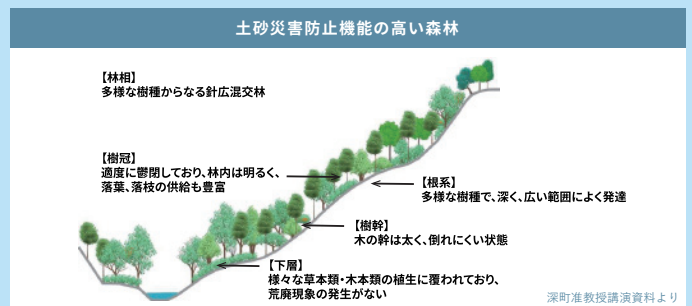 土砂災害防止機能の高い森林
【林相】
多様な樹種からなる針広混交林
【樹冠】
適度に鬱閉しており、林内は明るく、
落葉、落枝の供給も豊富
【根系】
多様な樹種で、深く、広い範囲によく発達
【樹幹】
木の幹は太く、倒れにくい状態
【下層】
様々な草本類・木本類の植生に覆われており、
荒廃現象の発生がない
深町准教授講演資料より